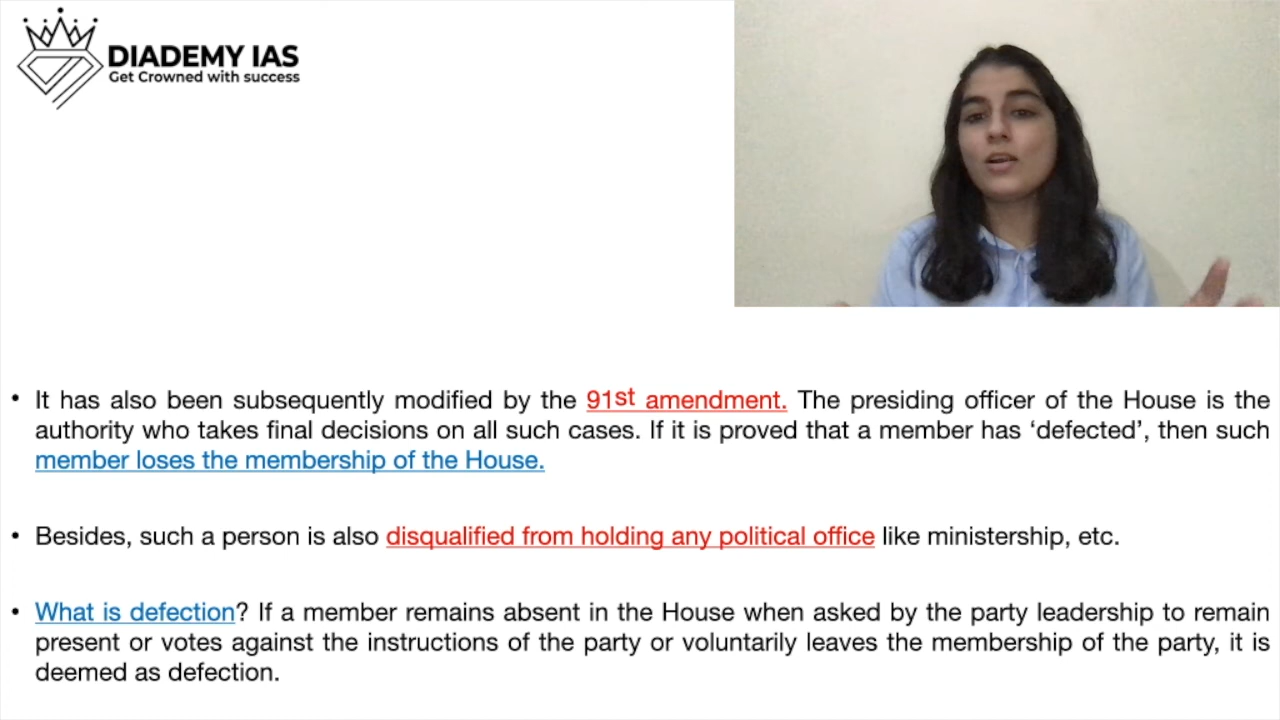 DIADEMY IAS
Get Crowned with success
• It has also been subsequently modified by the 91st amendment. The presiding officer of the House is the
authority who takes final decisions on all such cases. If it is proved that a member has ‘defected’, then such
member loses the membership of the House.
• Besides, such a person is also disqualified from holding any political office like ministership, etc.
• What is defection? If a member remains absent in the House when asked by the party leadership to remain
present or votes against the instructions of the party or voluntarily leaves the membership of the party, it is
deemed as defection.